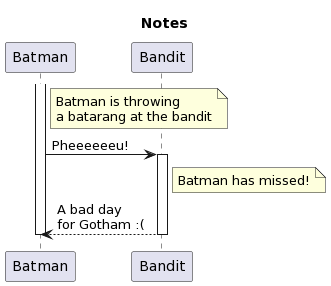 Notes
Batman Bandit
Batman is throwing
a batarang at the bandit
Pheeeeeeu!
Batman has missed!
A bad day
for Gotham :(
Batman Bandit